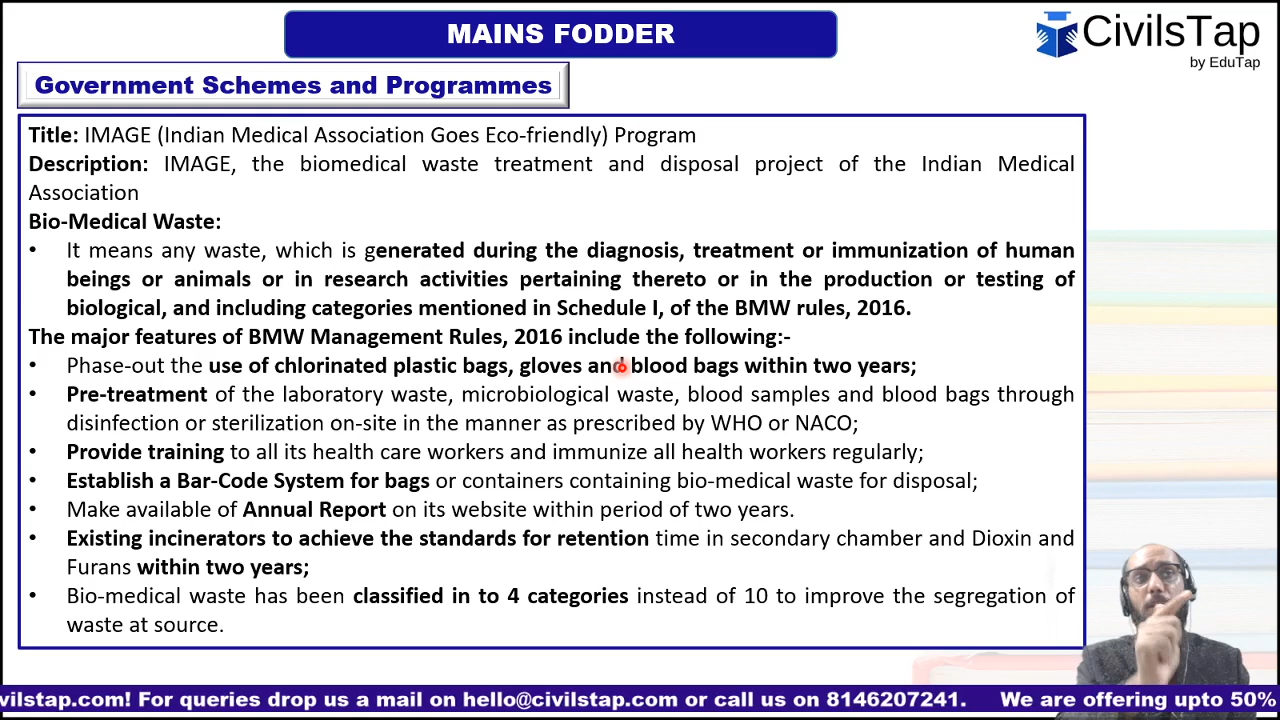 MAINS FODDER
CivilsTap
by EduTap
Government Schemes and Programmes
Title: IMAGE (Indian Medical Association Goes Eco-friendly) Program
Description: IMAGE, the biomedical waste treatment and disposal project of the Indian Medical
Association
Bio-Medical Waste:
• It means any waste, which is generated during the diagnosis, treatment or immunization of human
beings or animals or in research activities pertaining thereto or in the production or testing of
biological, and including categories mentioned in Schedule I, of the BMW rules, 2016.
The major features of BMW Management Rules, 2016 include the following:-
• Phase-out the use of chlorinated plastic bags, gloves and blood bags within two years;
• Pre-treatment of the laboratory waste, microbiological waste, blood samples and blood bags through
disinfection or sterilization on-site in the manner as prescribed by WHO or NACO;
• Provide training to all its health care workers and immunize all health workers regularly;
• Establish a Bar-Code System for bags or containers containing bio-medical waste for disposal;
• Make available of Annual Report on its website within period of two years.
• Existing incinerators to achieve the standards for retention time in secondary chamber and Dioxin and
Furans within two years;
• Bio-medical waste has been classified in to 4 categories instead of 10 to improve the segregation of
waste at source.
vilstap.com! For queries drop us a mail on hello@civilstap.com or call us on 8146207241. We are offering upto 50%